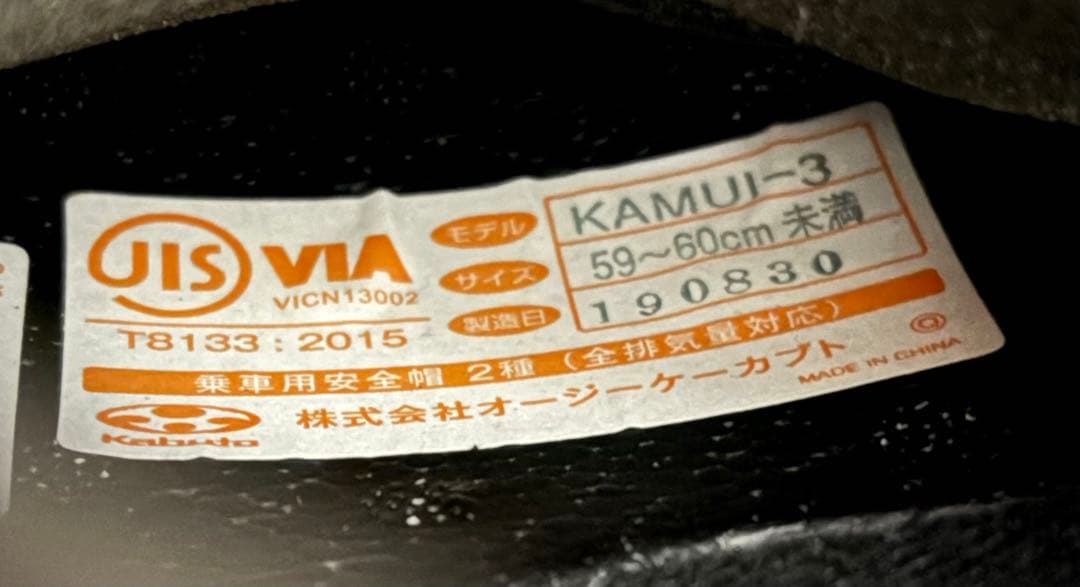 JIS VIA
VICN13002
T8133：2015
モデル KAMUI-3
サイズ 59～60cm 未満
製造日 190830
乗車用安全帽 2種（全排気量対応）
Kabuto 株式会社オージーケーカブト
MADE IN CHINA